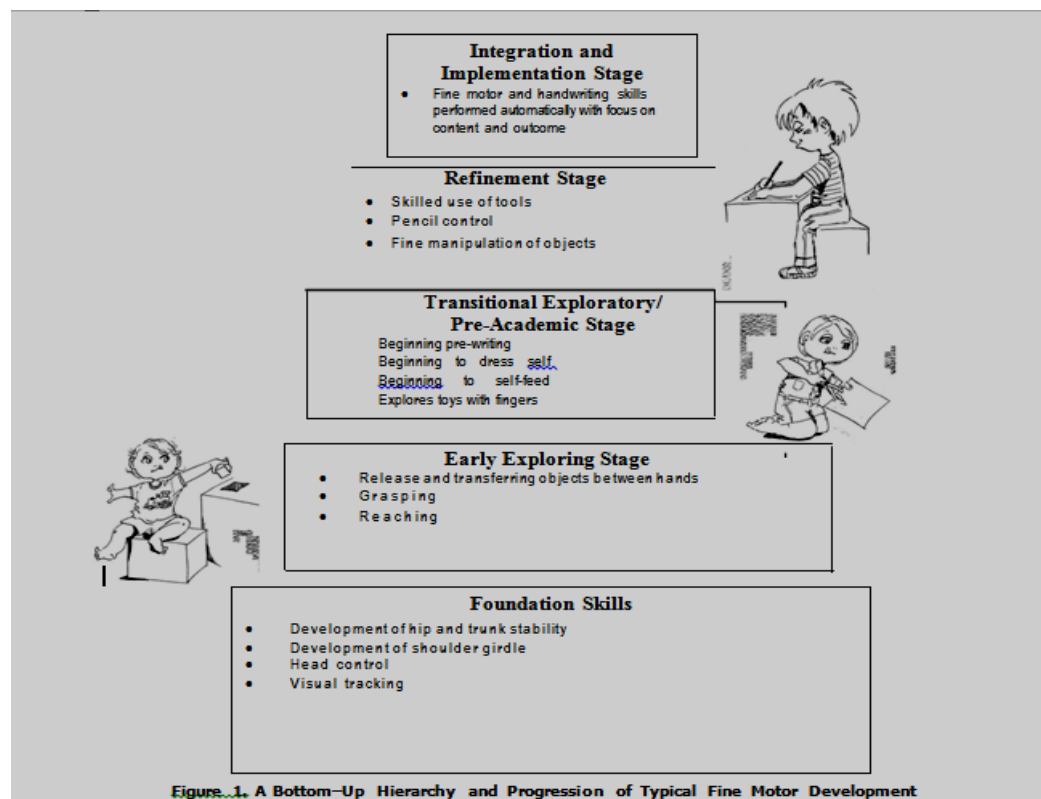 Integration and
Implementation Stage
• Fine motor and handwriting skills
performed automatically with focus on
content and outcome
Refinement Stage
• Skilled use of tools
• Pencil control
• Fine manipulation of objects
Transitional Exploratory/
Pre-Academic Stage
Beginning pre-writing
Beginning to dress self.
Beginning to self-feed
Explores toys with fingers
Early Exploring Stage
• Release and transferring objects between hands
• Grasping
• Reaching
Foundation Skills
• Development of hip and trunk stability
• Development of shoulder girdle
• Head control
• Visual tracking
Figure 1. A Bottom–Up Hierarchy and Progression of Typical Fine Motor Development